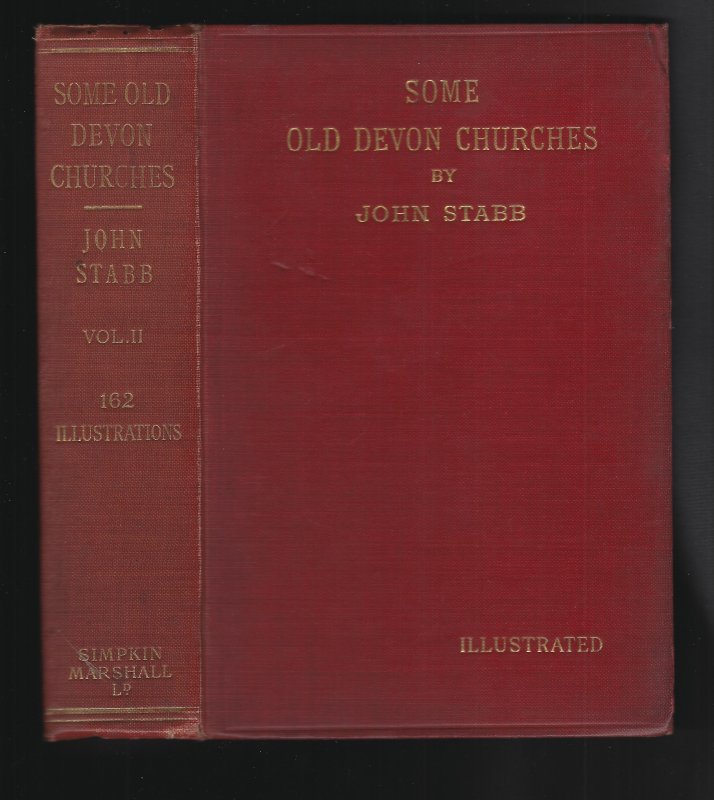 SOME OLD
DEVON
CHURCHES
JOHN
STABB
VOL.II
162
ILLUSTRATIONS
SIMPKIN
MARSHALL
LD
SOME
OLD DEVON CHURCHES
BY
JOHN STABB
ILLUSTRATED